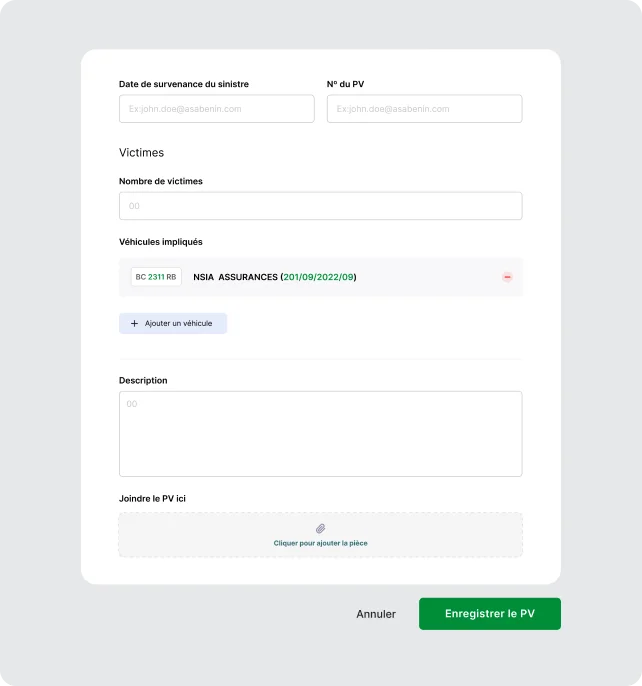 Date de survenance du sinistre
N° du PV
Ex:john.doe@asabenin.com
Ex:john.doe@asabenin.com
Victimes
Nombre de victimes
00
Véhicules impliqués
BC 2311 RB
NSIA ASSURANCES (201/09/2022/09)
+ Ajouter un véhicule
Description
00
Joindre le PV ici
Cliquer pour ajouter la pièce
Annuler
Enregistrer le PV